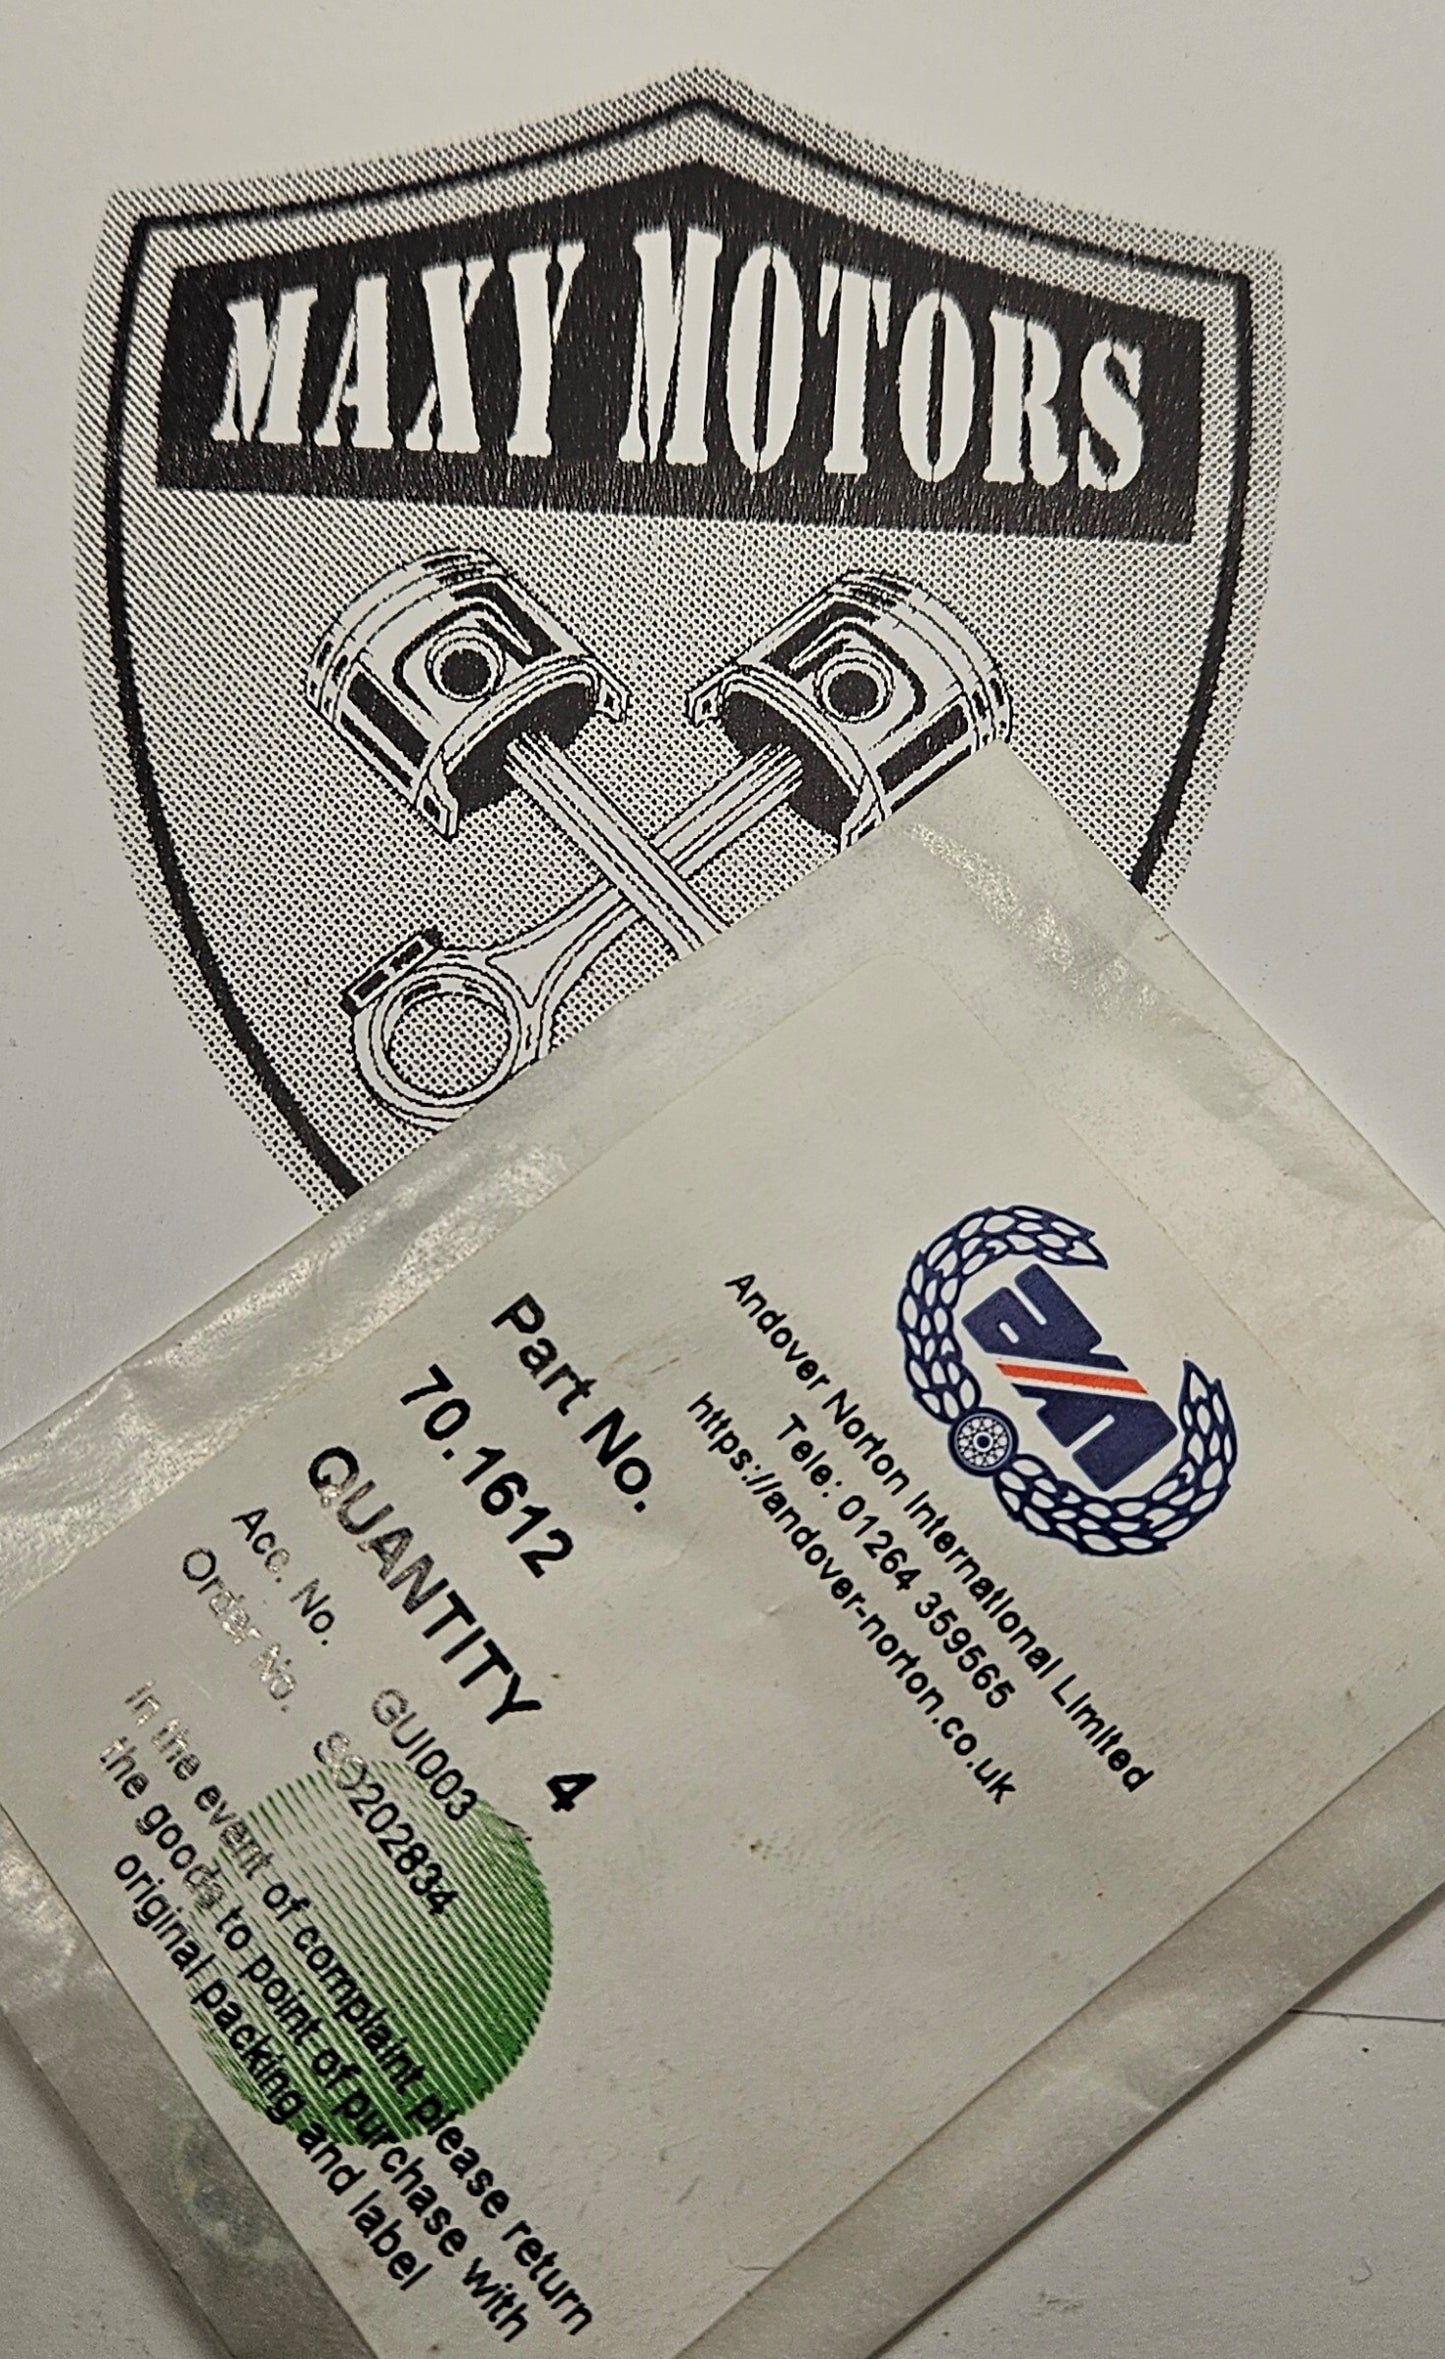 MAXY MOTORS
AN
Andover Norton International Limited
Tele: 01264 359565
https://andover-norton.co.uk
Part No.
70.1612
QUANTITY 4
Acc. No. GUI003
Order No. SO202834
In the event of complaint please return
the goods to point of purchase with
original packing and label